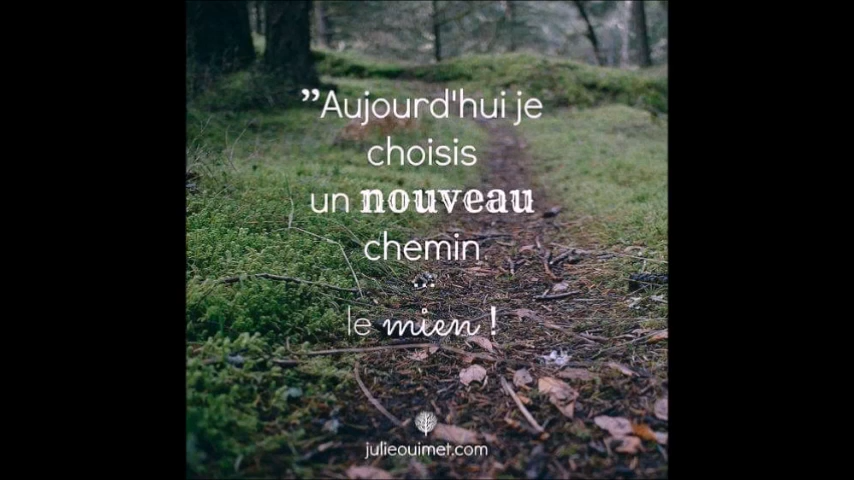 ”Aujourd'hui je
choisis
un nouveau
chemin
...
le mien !
julieouimet.com